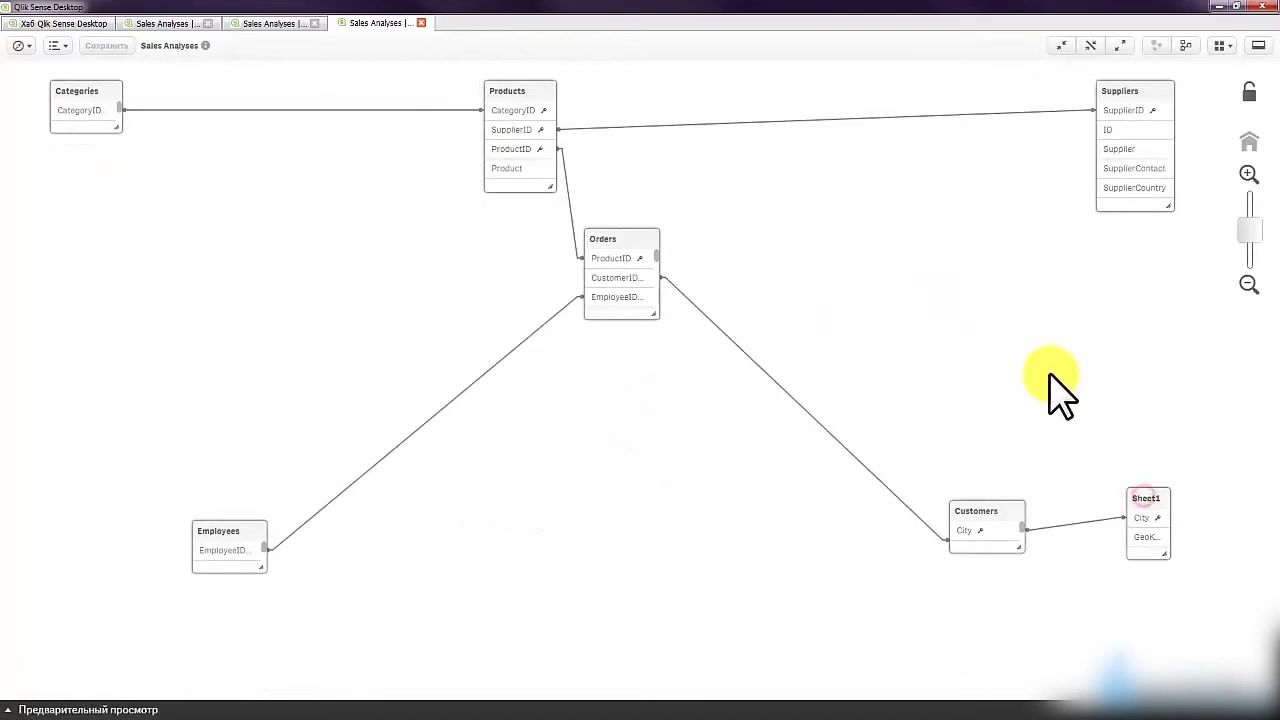 Qlik Sense Desktop
Хаб Qlik Sense Desktop
Sales Analyses |...
Sales Analyses |...
Sales Analyses |...
Сохранить
Sales Analyses
Categories
CategoryID...
Products
CategoryID
SupplierID
ProductID
Product
Suppliers
SupplierID
ID
Supplier
SupplierContact
SupplierCountry
Orders
ProductID
CustomerID...
EmployeeID...
Employees
EmployeeID...
Customers
City
Sheet1
City
GeoK...
Предварительный просмотр